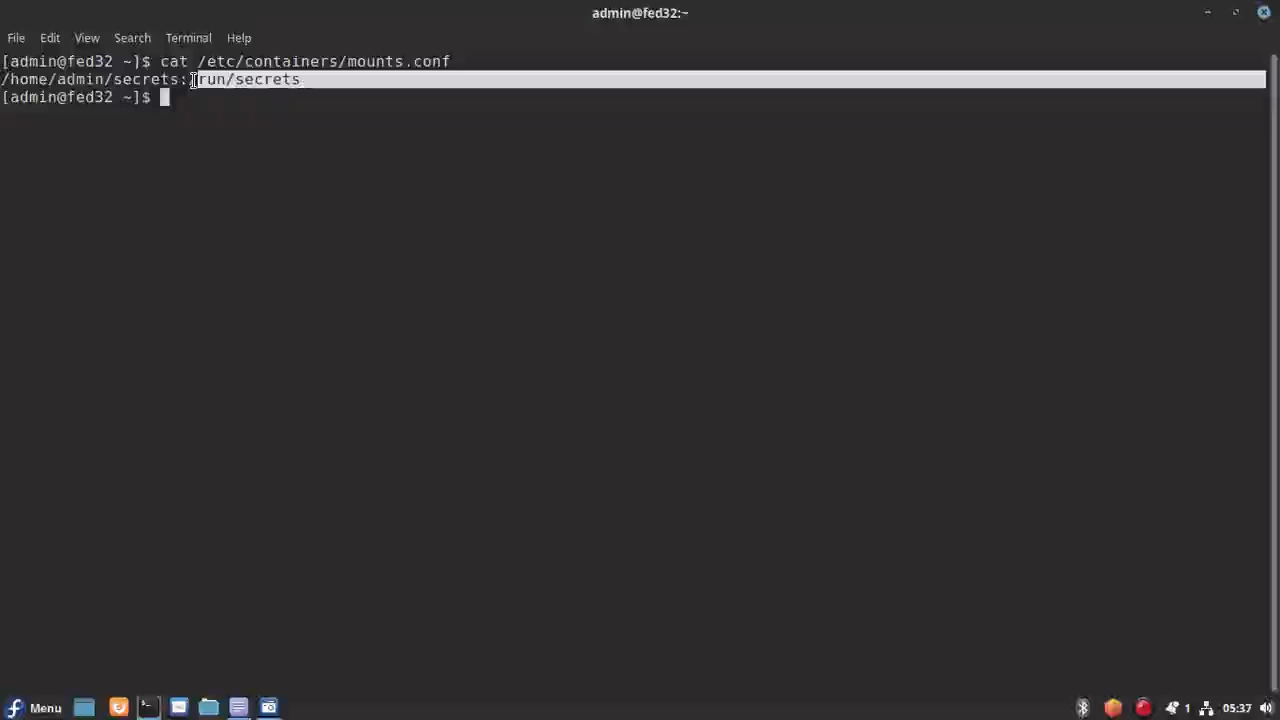 admin@fed32:~
File Edit View Search Terminal Help
[admin@fed32 ~]$ cat /etc/containers/mounts.conf
/home/admin/secrets:/run/secrets
[admin@fed32 ~]$
Menu 1 05:37